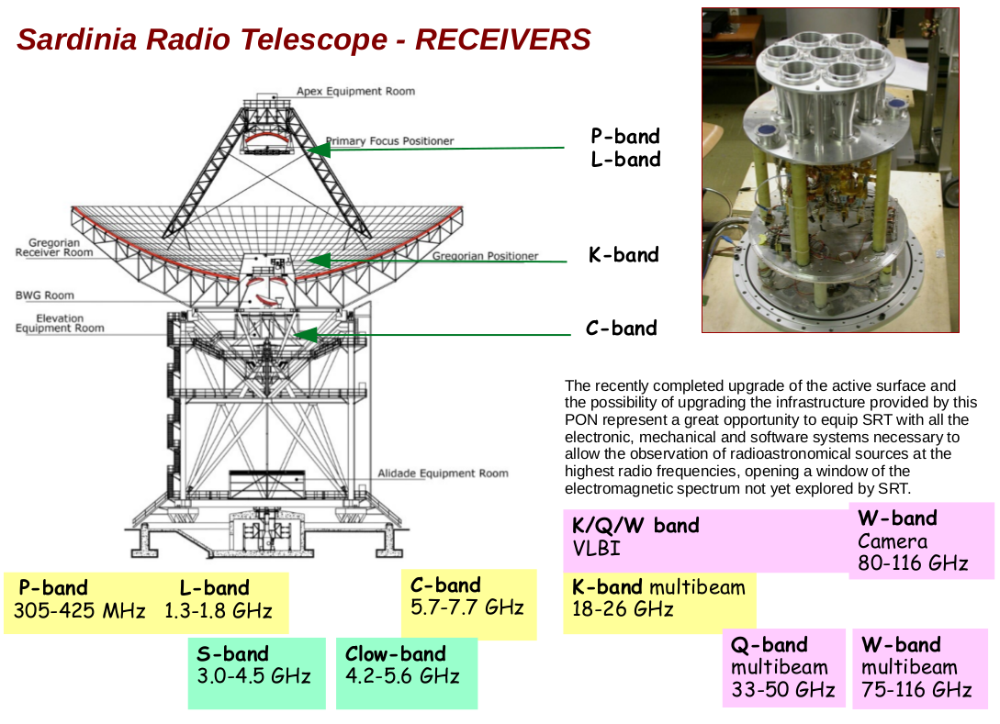 Sardinia Radio Telescope - RECEIVERS
Apex Equipment Room
Primary Focus Positioner
P-band
L-band
Gregorian
Receiver Room
Gregorian Positioner
K-band
BWG Room
Elevation
Equipment Room
C-band
Alidade Equipment Room
The recently completed upgrade of the active surface and
the possibility of upgrading the infrastructure provided by this
PON represent a great opportunity to equip SRT with all the
electronic, mechanical and software systems necessary to
allow the observation of radioastronomical sources at the
highest radio frequencies, opening a window of the
electromagnetic spectrum not yet explored by SRT.
K/Q/W band
VLBI
W-band
Camera
80-116 GHz
P-band
305-425 MHz
L-band
1.3-1.8 GHz
C-band
5.7-7.7 GHz
K-band multibeam
18-26 GHz
S-band
3.0-4.5 GHz
Clow-band
4.2-5.6 GHz
Q-band
multibeam
33-50 GHz
W-band
multibeam
75-116 GHz